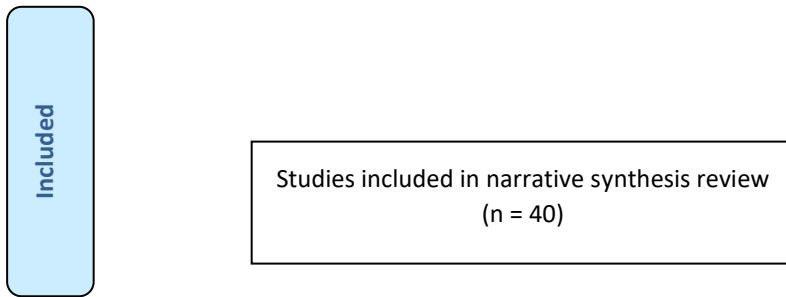 Included
Studies included in narrative synthesis review
(n = 40)